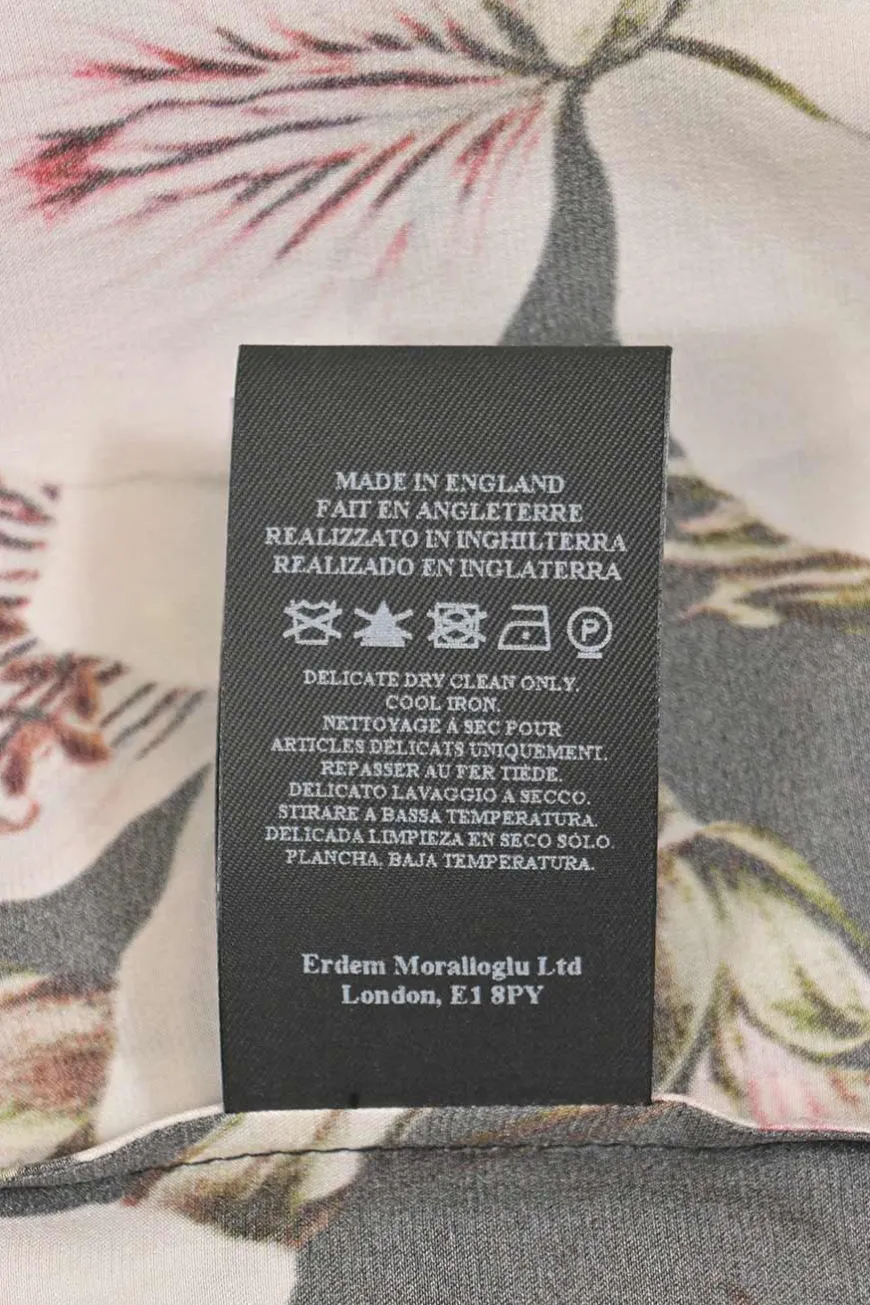 MADE IN ENGLAND
FAIT EN ANGLETERRE
REALIZZATO IN INGHILTERRA
REALIZADO EN INGLATERRA
P
DELICATE DRY CLEAN ONLY.
COOL IRON.
NETTOYAGE À SEC POUR
ARTICLES DÉLICATS UNIQUEMENT.
REPASSER AU FER TIÈDE.
DELICATO LAVAGGIO A SECCO.
STIRARE A BASSA TEMPERATURA.
DELICADA LIMPIEZA EN SECO SÓLO.
PLANCHA, BAJA TEMPERATURA.
Erdem Moralioglu Ltd
London, E1 8PY